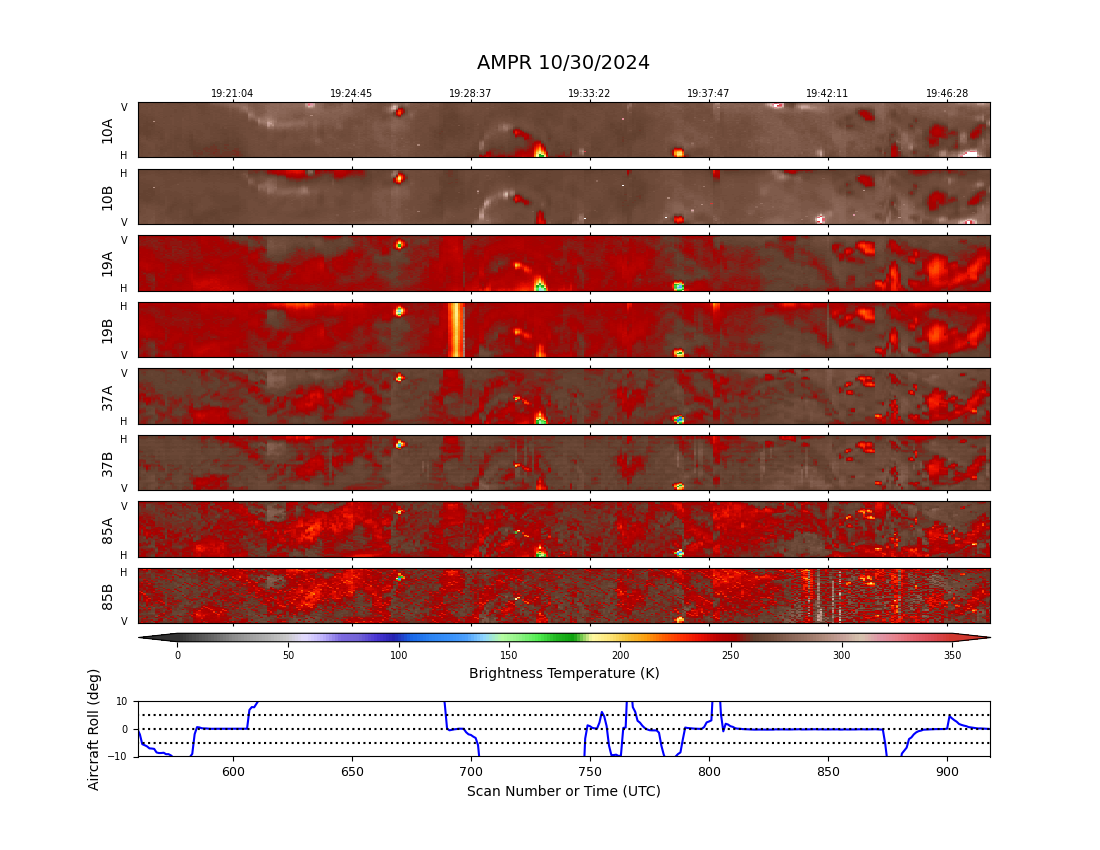 AMPR 10/30/2024
19:21:04 19:24:45 19:28:37 19:33:22 19:37:47 19:42:11 19:46:28
V
10A
H
H
10B
V
V
19A
H
H
19B
V
V
37A
H
H
37B
V
V
85A
H
H
85B
V
0 50 100 150 200 250 300 350
Brightness Temperature (K)
Aircraft Roll (deg)
10
0
−10
600 650 700 750 800 850 900
Scan Number or Time (UTC)